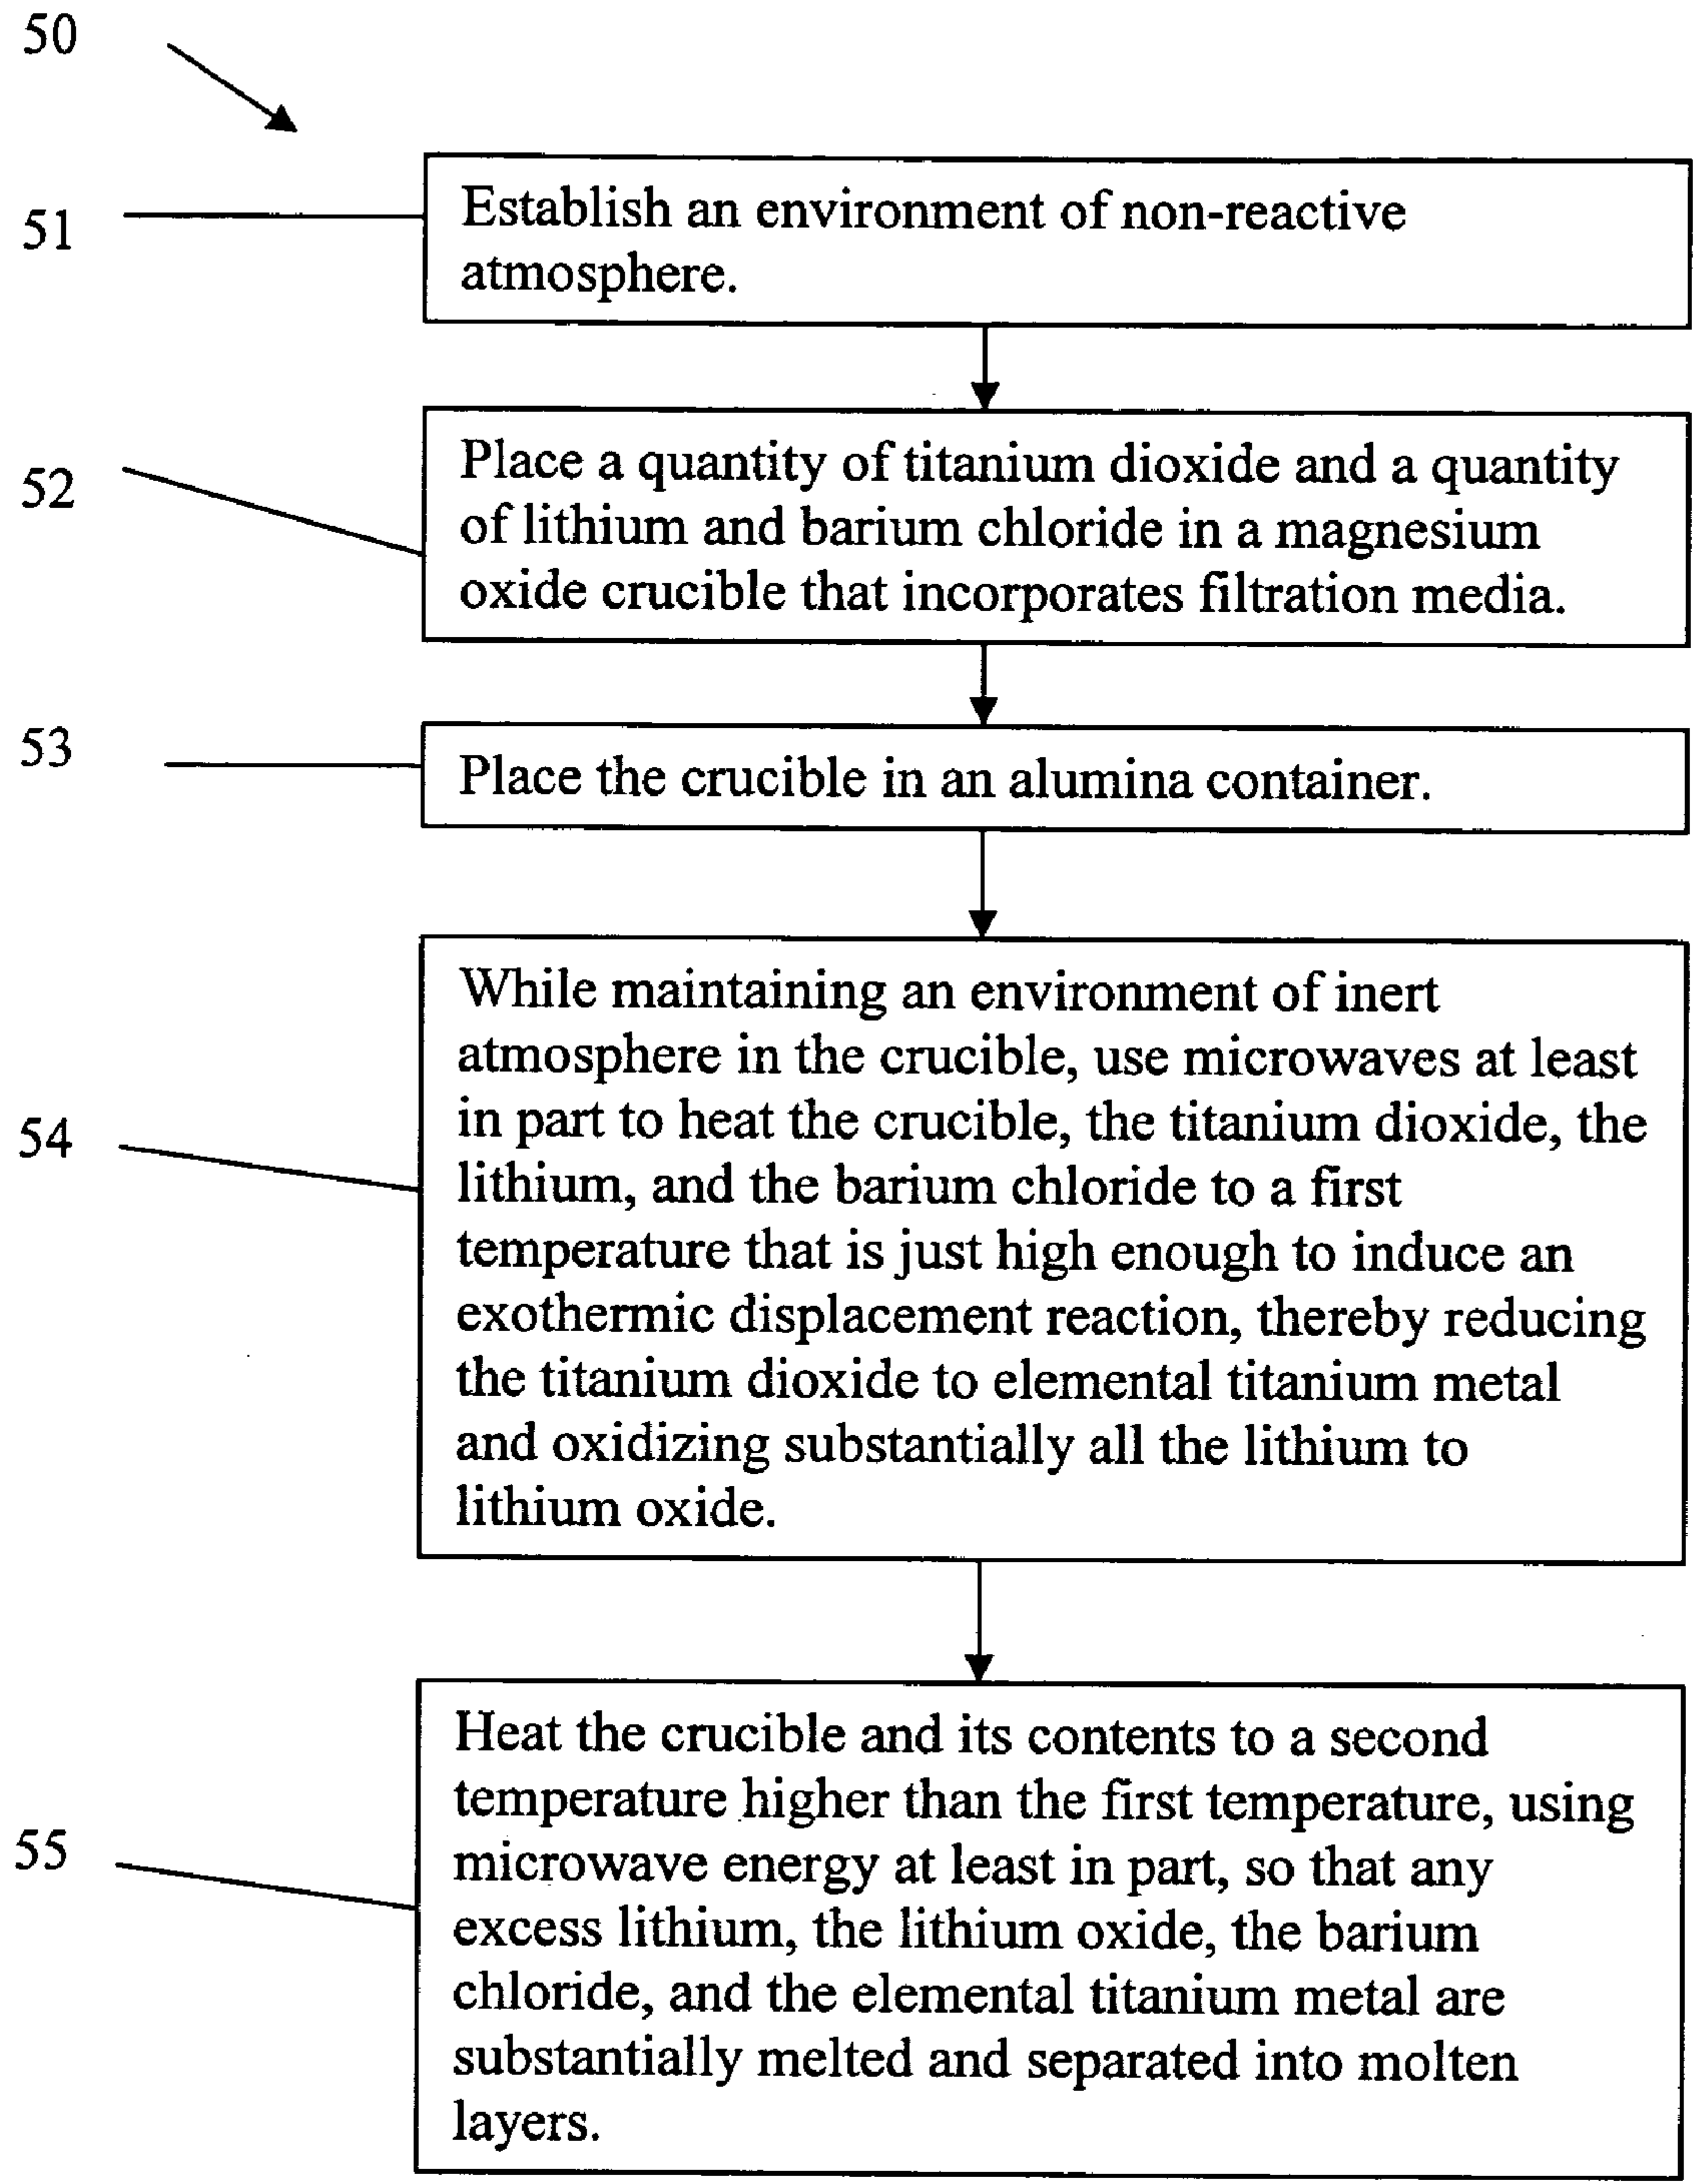 50
51
Establish an environment of non-reactive
atmosphere.
52
Place a quantity of titanium dioxide and a quantity
of lithium and barium chloride in a magnesium
oxide crucible that incorporates filtration media.
53
Place the crucible in an alumina container.
54
While maintaining an environment of inert
atmosphere in the crucible, use microwaves at least
in part to heat the crucible, the titanium dioxide, the
lithium, and the barium chloride to a first
temperature that is just high enough to induce an
exothermic displacement reaction, thereby reducing
the titanium dioxide to elemental titanium metal
and oxidizing substantially all the lithium to
lithium oxide.
55
Heat the crucible and its contents to a second
temperature higher than the first temperature, using
microwave energy at least in part, so that any
excess lithium, the lithium oxide, the barium
chloride, and the elemental titanium metal are
substantially melted and separated into molten
layers.